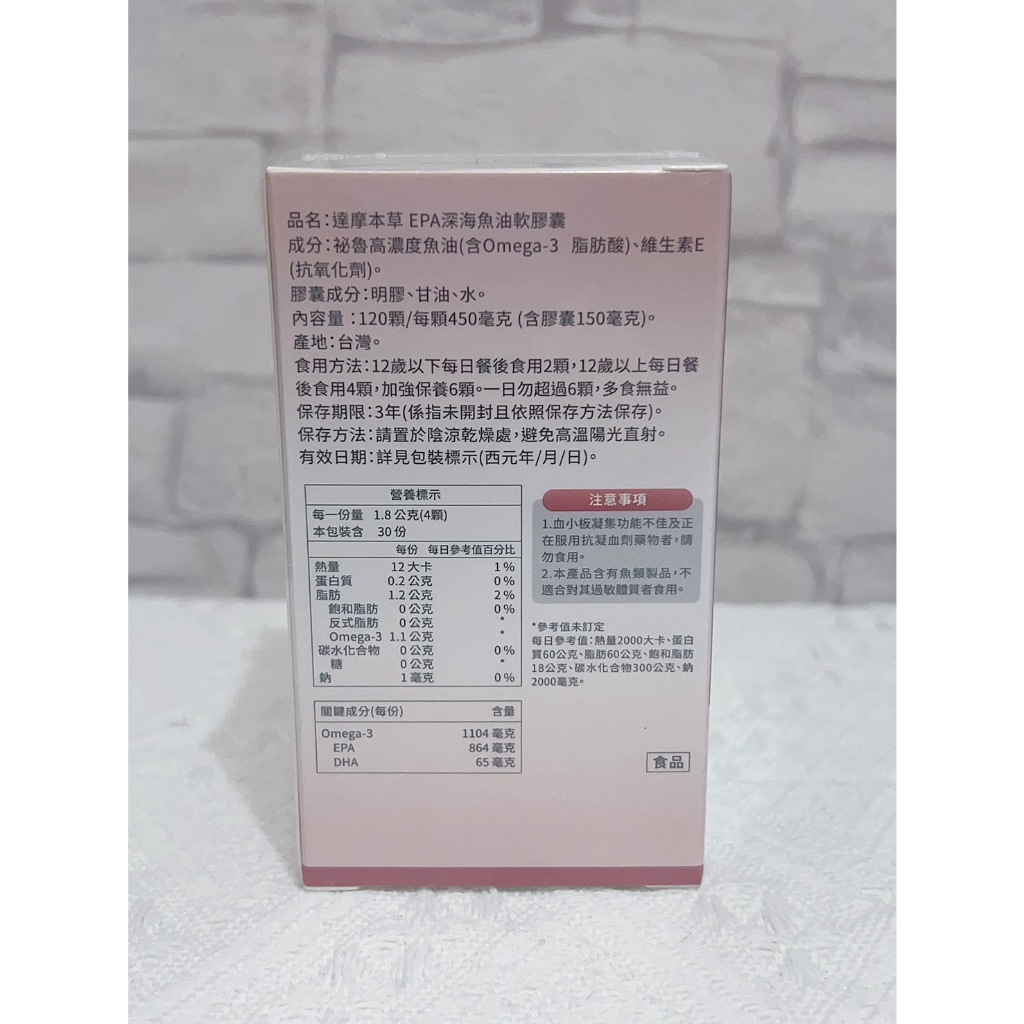 品名:達摩本草 EPA深海魚油軟膠囊
成分:祕魯高濃度魚油(含Omega-3 脂肪酸)、維生素E
(抗氧化劑)。
膠囊成分:明膠、甘油、水。
內容量:120顆/每顆450毫克 (含膠囊150毫克)。
產地:台灣。
食用方法:12歲以下每日餐後食用2顆,12歲以上每日餐
後食用4顆,加強保養6顆。一日勿超過6顆,多食無益。
保存期限:3年(係指未開封且依照保存方法保存)。
保存方法:請置於陰涼乾燥處,避免高溫陽光直射。
有效日期:詳見包裝標示(西元年/月/日)。
營養標示
每一份量 1.8公克(4顆)
本包裝含 30份
每份 每日參考值百分比
熱量 12大卡 1%
蛋白質 0.2公克 0%
脂肪 1.2公克 2%
飽和脂肪 0公克 0%
反式脂肪 0公克 *
Omega-3 1.1公克 *
碳水化合物 0公克 0%
糖 0公克 *
鈉 1毫克 0%
關鍵成分(每份) 含量
Omega-3 1104毫克
EPA 864毫克
DHA 65毫克
注意事項
1.血小板凝集功能不佳及正
在服用抗凝血劑藥物者,請
勿食用。
2.本產品含有魚類製品,不
適合對其過敏體質者食用。
*參考值未訂定
每日參考值:熱量2000大卡、蛋白
質60公克、脂肪60公克、飽和脂肪
18公克、碳水化合物300公克、鈉
2000毫克。
食品